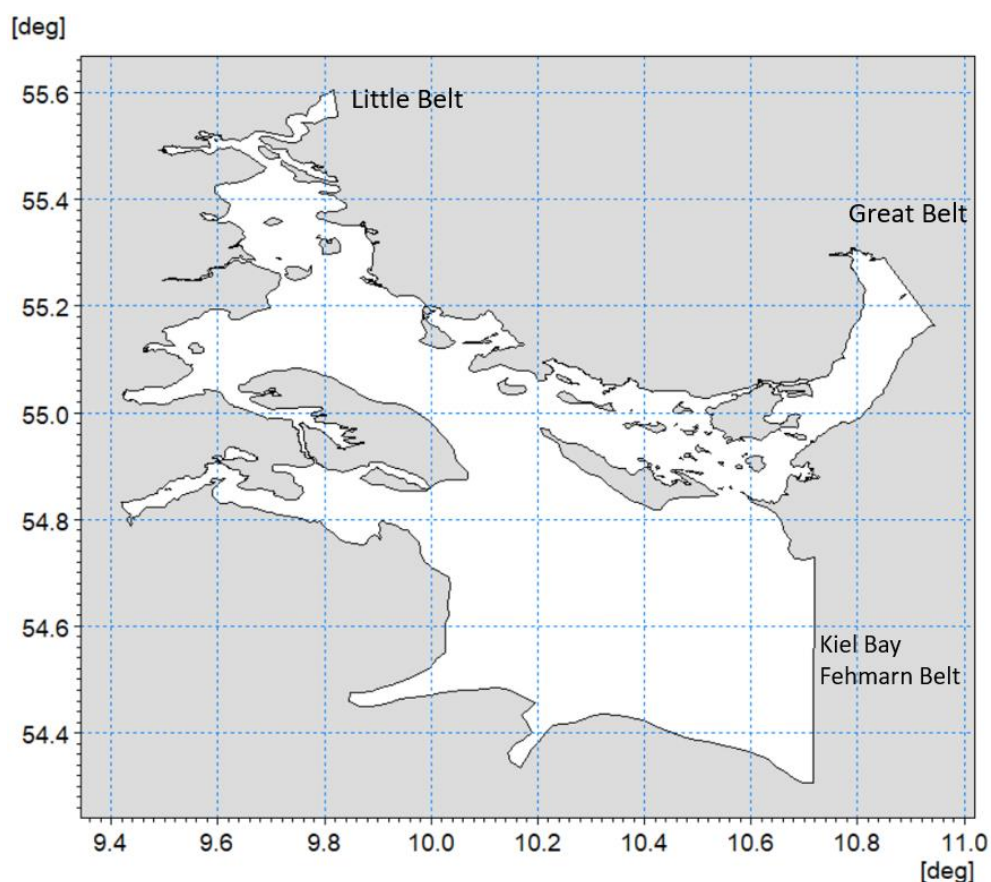 [deg]
55.6
Little Belt
55.4
Great Belt
55.2
55.0
54.8
54.6
Kiel Bay
Fehmarn Belt
54.4
9.4 9.6 9.8 10.0 10.2 10.4 10.6 10.8 11.0
[deg]